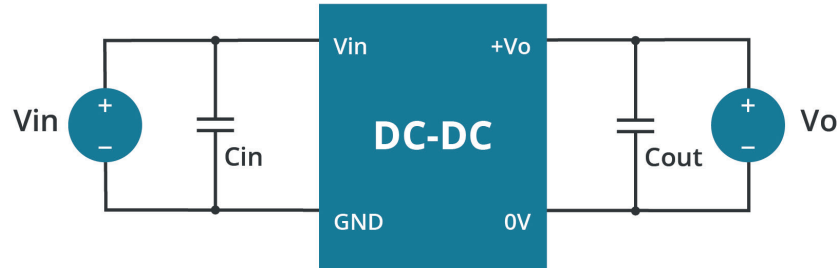 Vin
+
−
Cin
Vin
GND
DC-DC
+Vo
0V
Cout
+
−
Vo